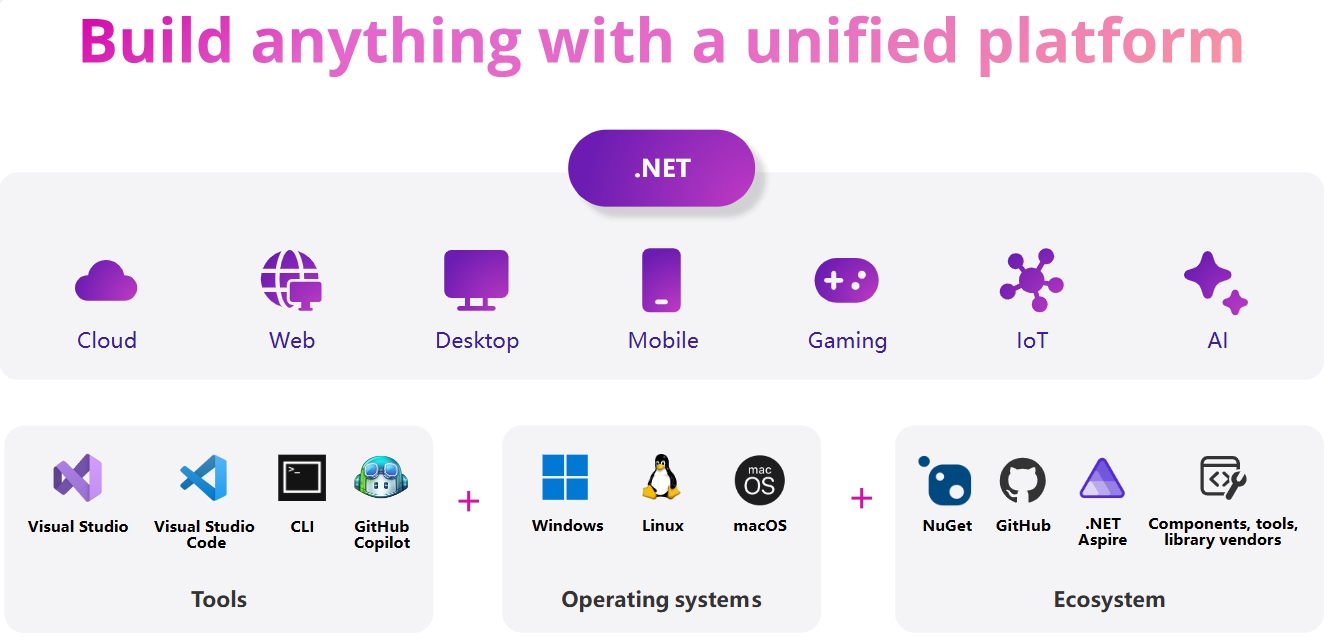 Build anything with a unified platform
.NET
Cloud
Web
Desktop
Mobile
Gaming
IoT
AI
Visual Studio
Visual Studio
Code
>_
CLI
GitHub
Copilot
Tools
+
Windows
Linux
mac
OS
macOS
Operating systems
+
NuGet
GitHub
.NET
Aspire
<>
Components, tools,
library vendors
Ecosystem